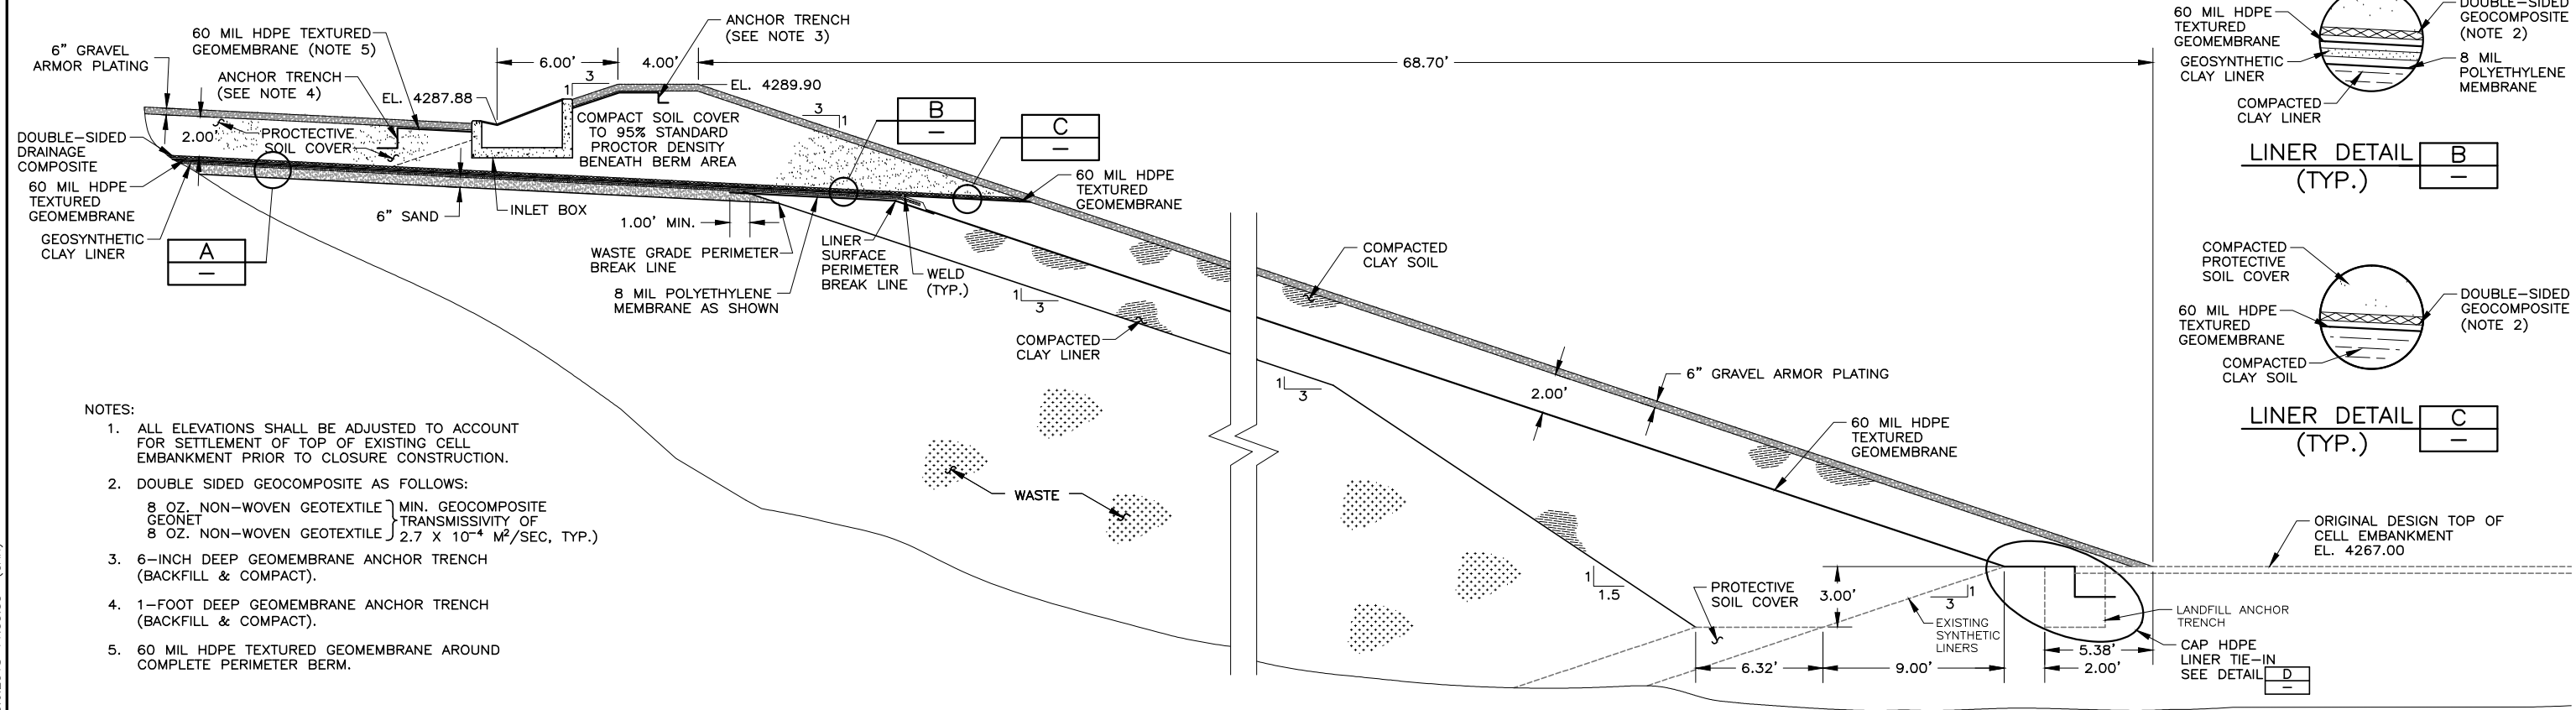 6" GRAVEL
ARMOR PLATING
60 MIL HDPE TEXTURED
GEOMEMBRANE (NOTE 5)
ANCHOR TRENCH
(SEE NOTE 4)
EL. 4287.88
6.00'
4.00'
ANCHOR TRENCH
(SEE NOTE 3)
68.70'
3
1
EL. 4289.90
3
1
B
–
C
–
DOUBLE-SIDED
DRAINAGE
COMPOSITE
2.00'
PROCTECTIVE
SOIL COVER
COMPACT SOIL COVER
TO 95% STANDARD
PROCTOR DENSITY
BENEATH BERM AREA
60 MIL HDPE
TEXTURED
GEOMEMBRANE
6" SAND
INLET BOX
GEOSYNTHETIC
CLAY LINER
A
–
1.00' MIN.
WASTE GRADE PERIMETER
BREAK LINE
8 MIL POLYETHYLENE
MEMBRANE AS SHOWN
LINER
SURFACE
PERIMETER
BREAK LINE
WELD
(TYP.)
60 MIL HDPE
TEXTURED
GEOMEMBRANE
1
3
COMPACTED
CLAY LINER
COMPACTED
CLAY SOIL
1
3
2.00'
6" GRAVEL ARMOR PLATING
60 MIL HDPE
TEXTURED
GEOMEMBRANE
WASTE
1
1.5
PROTECTIVE
SOIL COVER
3.00'
3
1
EXISTING
SYNTHETIC
LINERS
6.32'
9.00'
5.38'
2.00'
ORIGINAL DESIGN TOP OF
CELL EMBANKMENT
EL. 4267.00
LANDFILL ANCHOR
TRENCH
CAP HDPE
LINER TIE-IN
SEE DETAIL D
–
60 MIL HDPE
TEXTURED
GEOMEMBRANE
GEOSYNTHETIC
CLAY LINER
COMPACTED
CLAY LINER
DOUBLE-SIDED
GEOCOMPOSITE
(NOTE 2)
8 MIL
POLYETHYLENE
MEMBRANE
LINER DETAIL B
(TYP.) –
COMPACTED
PROTECTIVE
SOIL COVER
60 MIL HDPE
TEXTURED
GEOMEMBRANE
COMPACTED
CLAY SOIL
DOUBLE-SIDED
GEOCOMPOSITE
(NOTE 2)
LINER DETAIL C
(TYP.) –
NOTES:
1. ALL ELEVATIONS SHALL BE ADJUSTED TO ACCOUNT
FOR SETTLEMENT OF TOP OF EXISTING CELL
EMBANKMENT PRIOR TO CLOSURE CONSTRUCTION.
2. DOUBLE SIDED GEOCOMPOSITE AS FOLLOWS:
8 OZ. NON-WOVEN GEOTEXTILE
GEONET
8 OZ. NON-WOVEN GEOTEXTILE
MIN. GEOCOMPOSITE
TRANSMISSIVITY OF
2.7 X 10⁻⁴ M²/SEC, TYP.)
3. 6-INCH DEEP GEOMEMBRANE ANCHOR TRENCH
(BACKFILL & COMPACT).
4. 1-FOOT DEEP GEOMEMBRANE ANCHOR TRENCH
(BACKFILL & COMPACT).
5. 60 MIL HDPE TEXTURED GEOMEMBRANE AROUND
COMPLETE PERIMETER BERM.